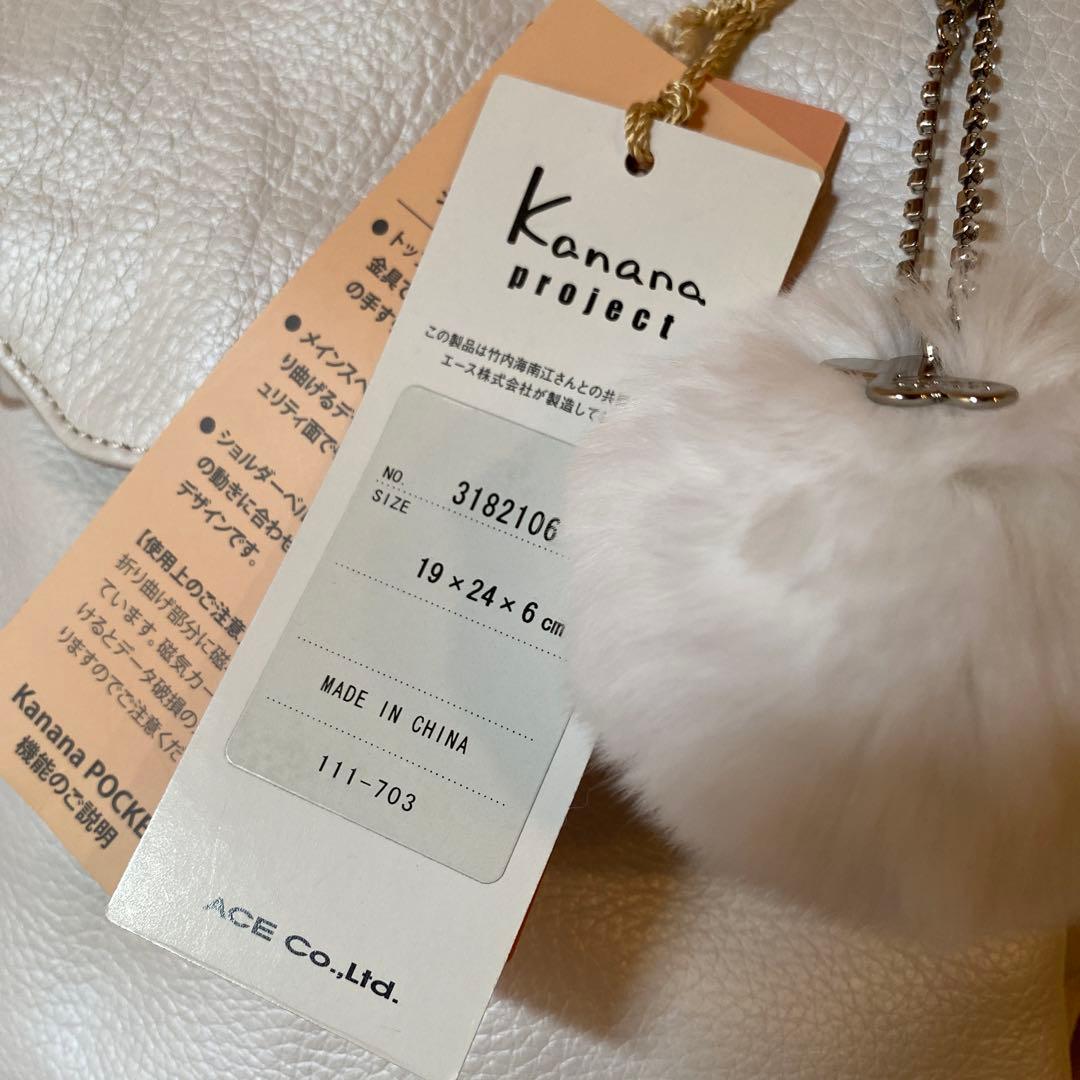 Kanana
project
この製品は竹内海南江さんとの共
エース株式会社が製造して
NO. 3182106
SIZE
19×24×6 cm
MADE IN CHINA
111-703
ACE Co.,Ltd.
●トッ
金具で
の手す
●メインスペ
り曲げるデ
ュリティ面で
●ショルダーベル
の動きに合わせ
デザインです。
【使用上のご注意
折り曲げ部分に磁
ています。磁気カー
けるとデータ破損の
りますのでご注意くだ
Kanana POCKE
機能のご説明